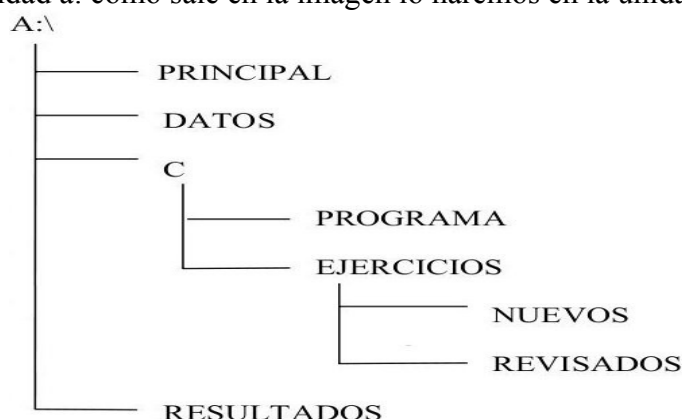 A:\
PRINCIPAL
DATOS
C
PROGRAMA
EJERCICIOS
NUEVOS
REVISADOS
RESULTADOS